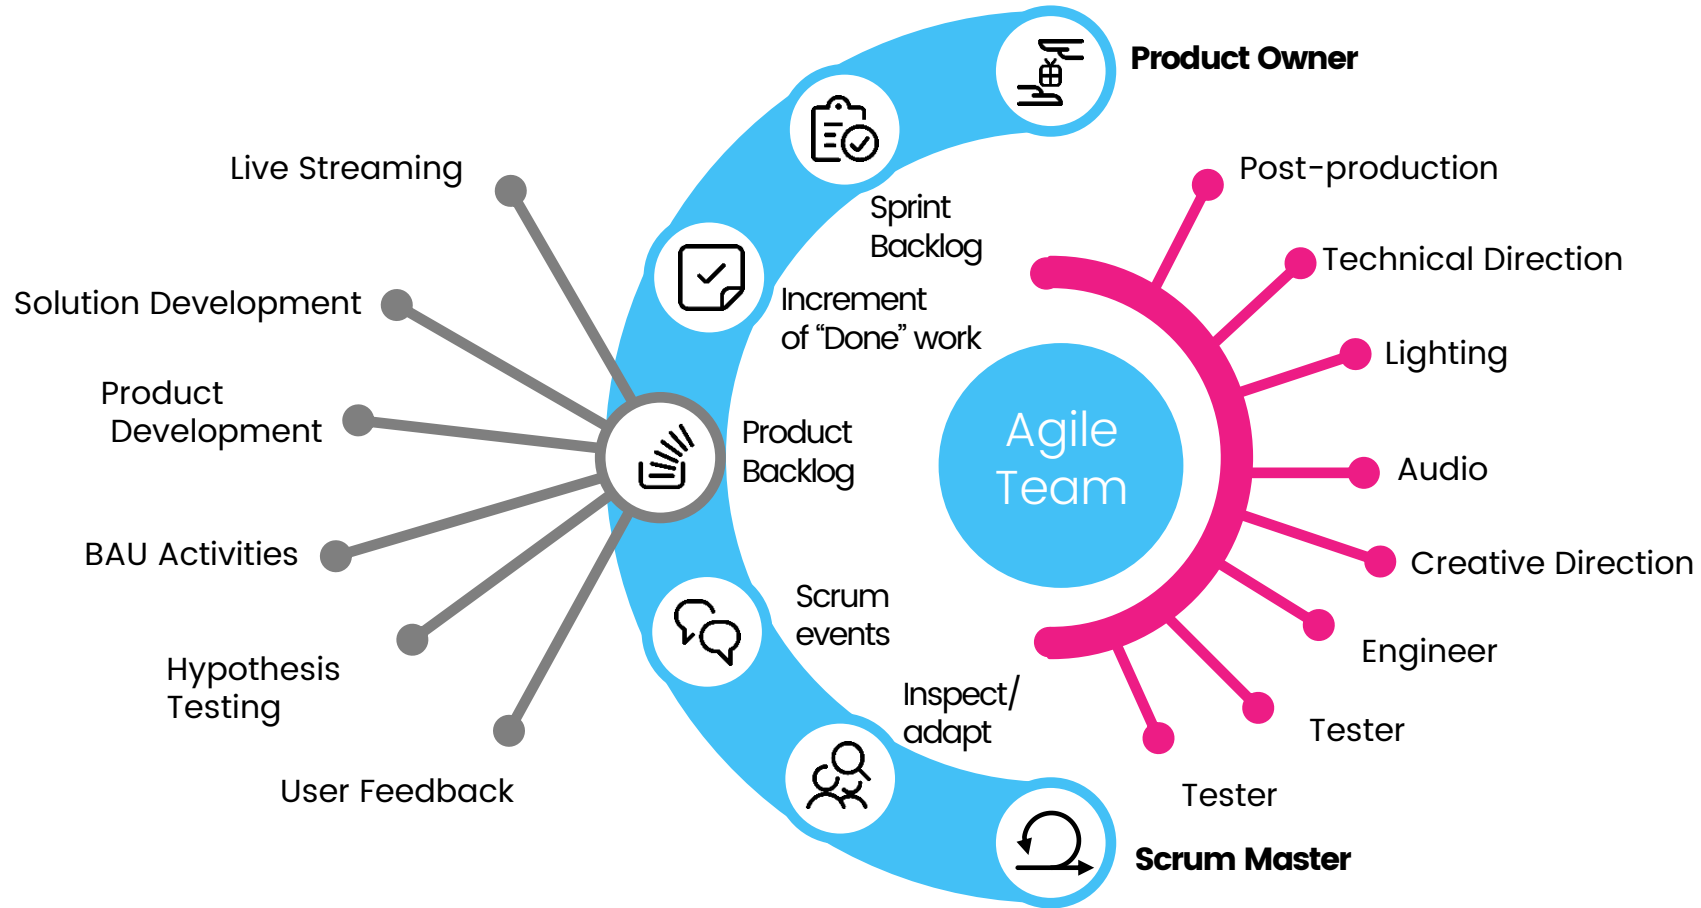 Product Owner
Live Streaming
Post-production
Sprint
Backlog
Technical Direction
Solution Development
Increment
of “Done” work
Lighting
Product
Development
Agile
Team
Product
Backlog
Audio
BAU Activities
Creative Direction
Scrum
events
Engineer
Hypothesis
Testing
Inspect/
adapt
Tester
User Feedback
Tester
Scrum Master